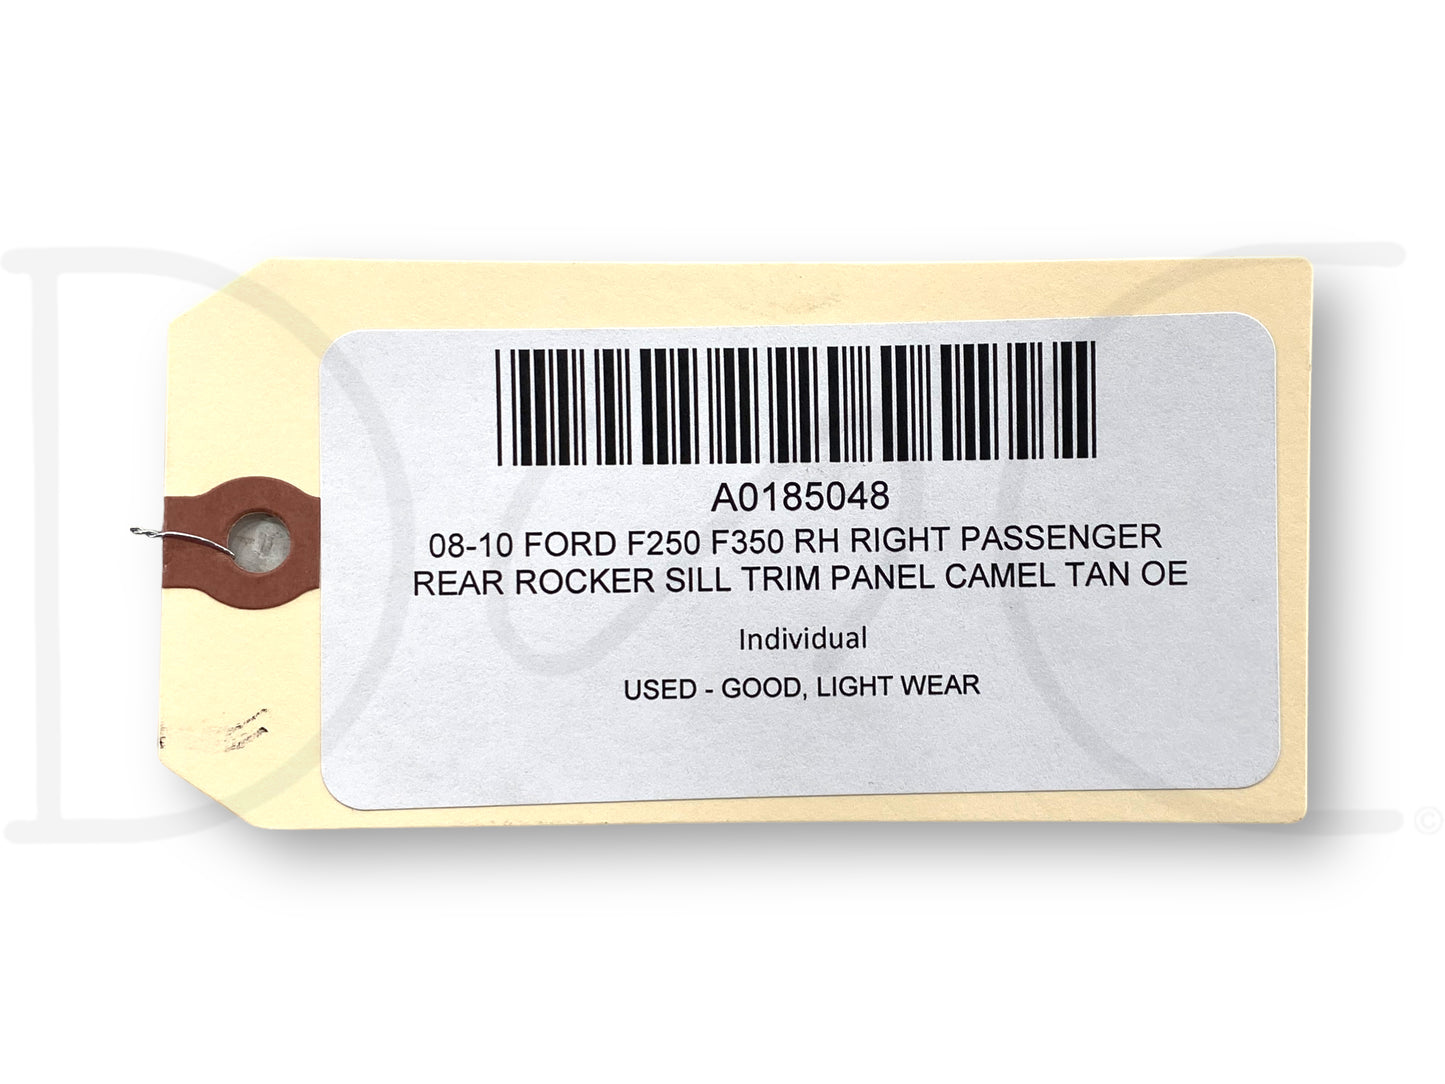 A0185048
08-10 FORD F250 F350 RH RIGHT PASSENGER
REAR ROCKER SILL TRIM PANEL CAMEL TAN OE
Individual
USED - GOOD, LIGHT WEAR
©